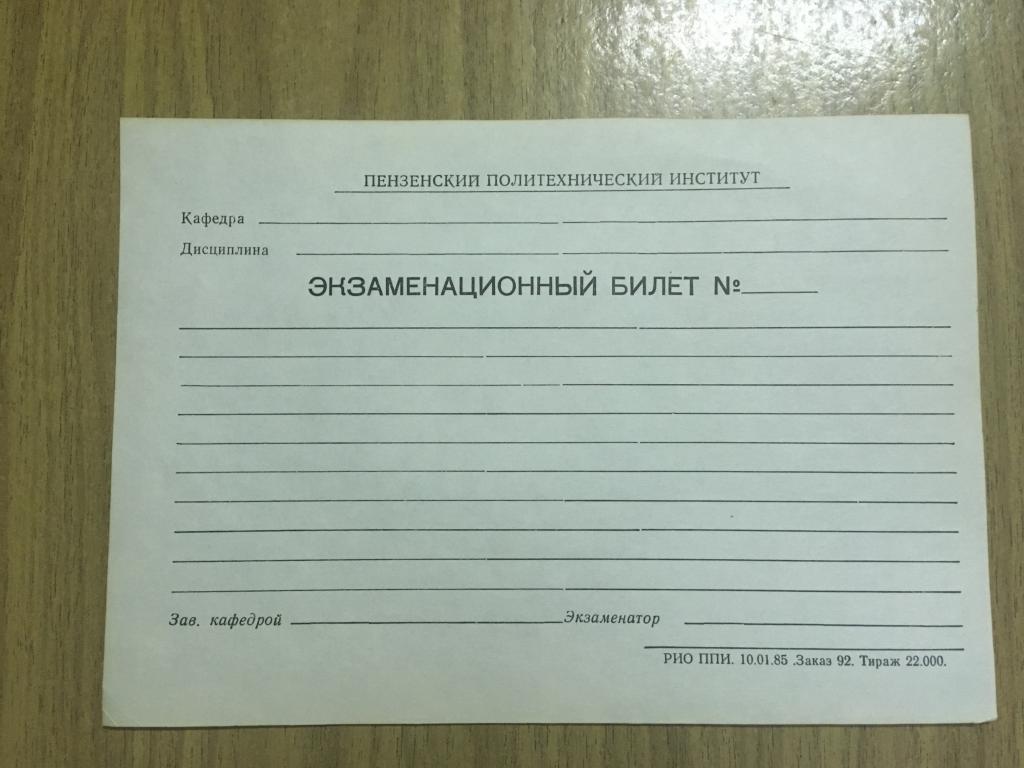 ПЕНЗЕНСКИЙ ПОЛИТЕХНИЧЕСКИЙ ИНСТИТУТ
Кафедра
Дисциплина
ЭКЗАМЕНАЦИОННЫЙ БИЛЕТ №
Зав. кафедрой Экзаменатор
РИО ППИ. 10.01.85 .Заказ 92. Тираж 22.000.